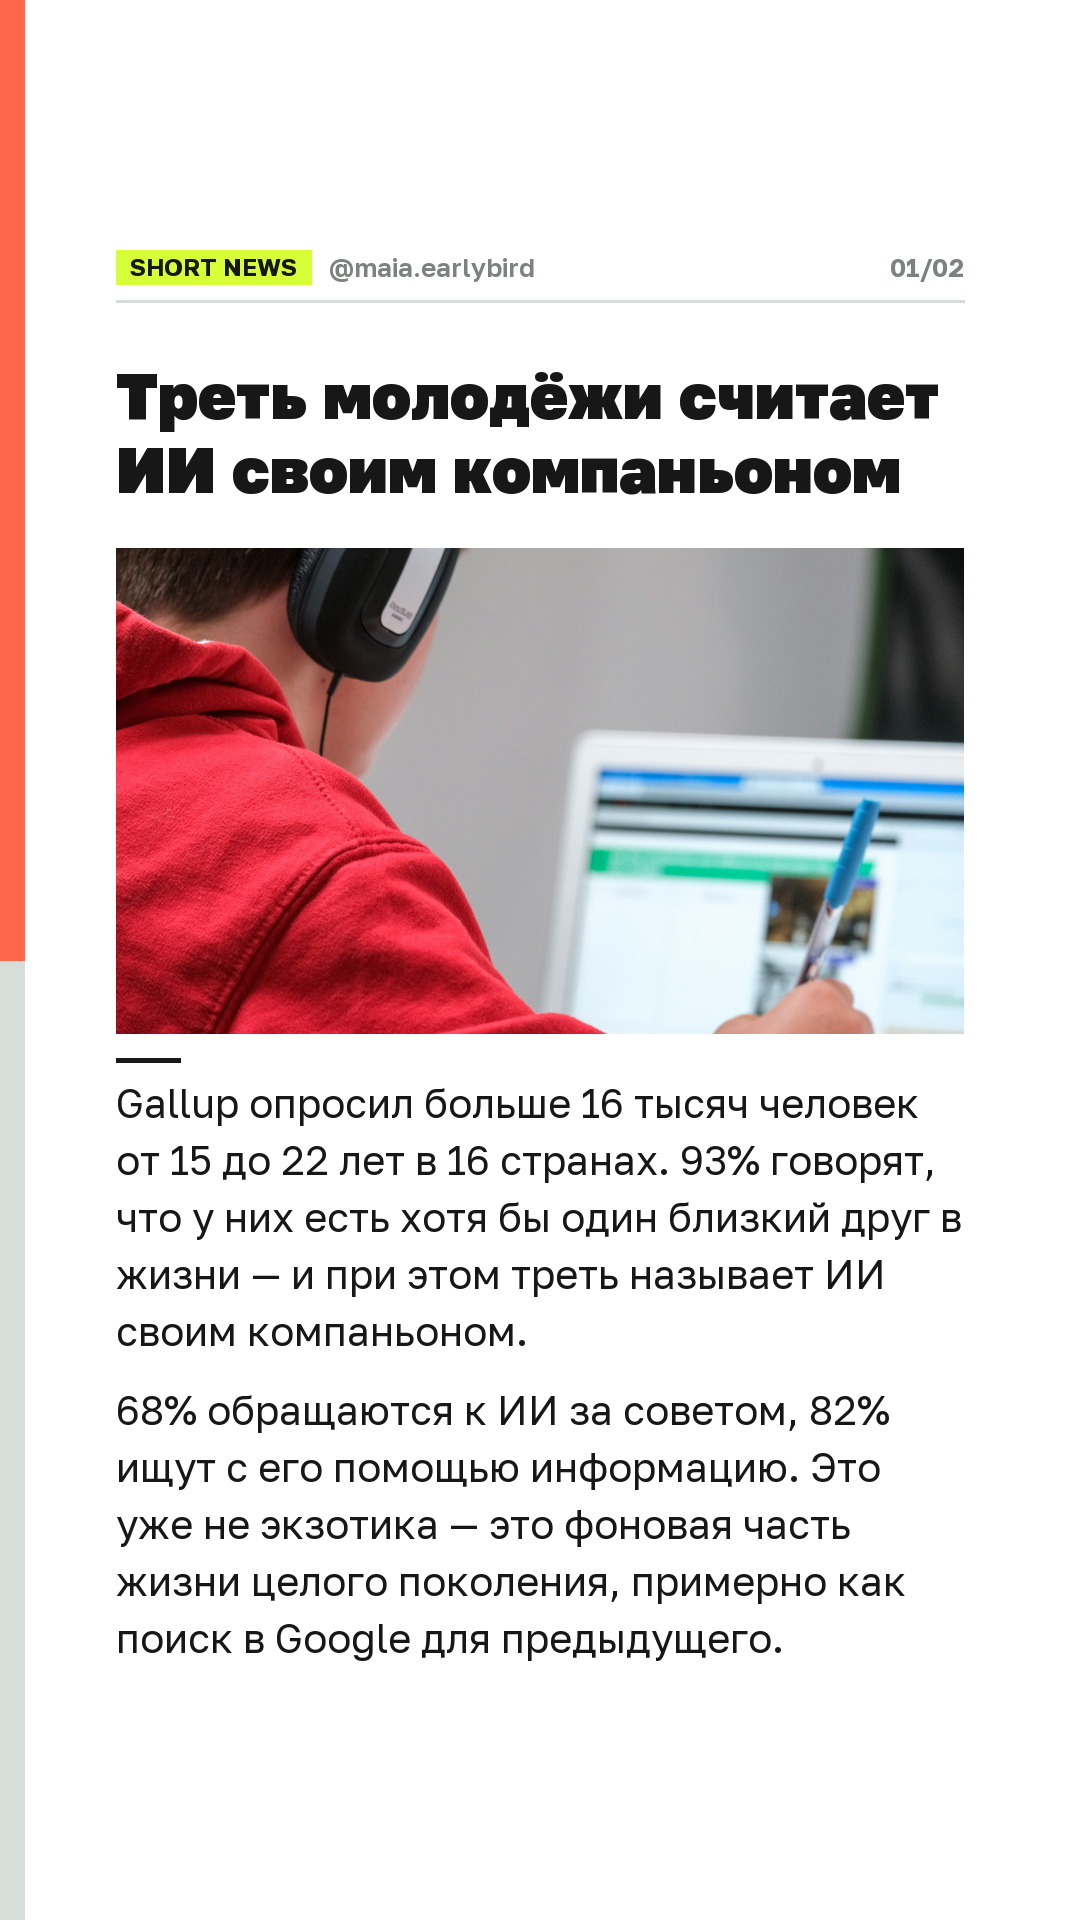 SHORT NEWS @maia.earlybird 01/02
Треть молодёжи считает
ИИ своим компаньоном
Gallup опросил больше 16 тысяч человек
от 15 до 22 лет в 16 странах. 93% говорят,
что у них есть хотя бы один близкий друг в
жизни — и при этом треть называет ИИ
своим компаньоном.
68% обращаются к ИИ за советом, 82%
ищут с его помощью информацию. Это
уже не экзотика — это фоновая часть
жизни целого поколения, примерно как
поиск в Google для предыдущего.